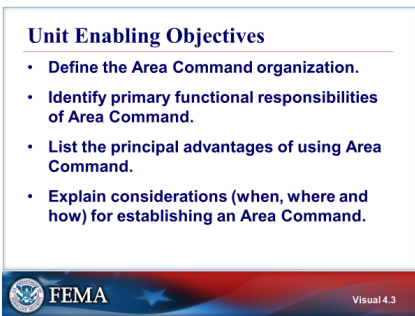 Unit Enabling Objectives
• Define the Area Command organization.
• Identify primary functional responsibilities
of Area Command.
• List the principal advantages of using Area
Command.
• Explain considerations (when, where and
how) for establishing an Area Command.
FEMA
Visual 4.3